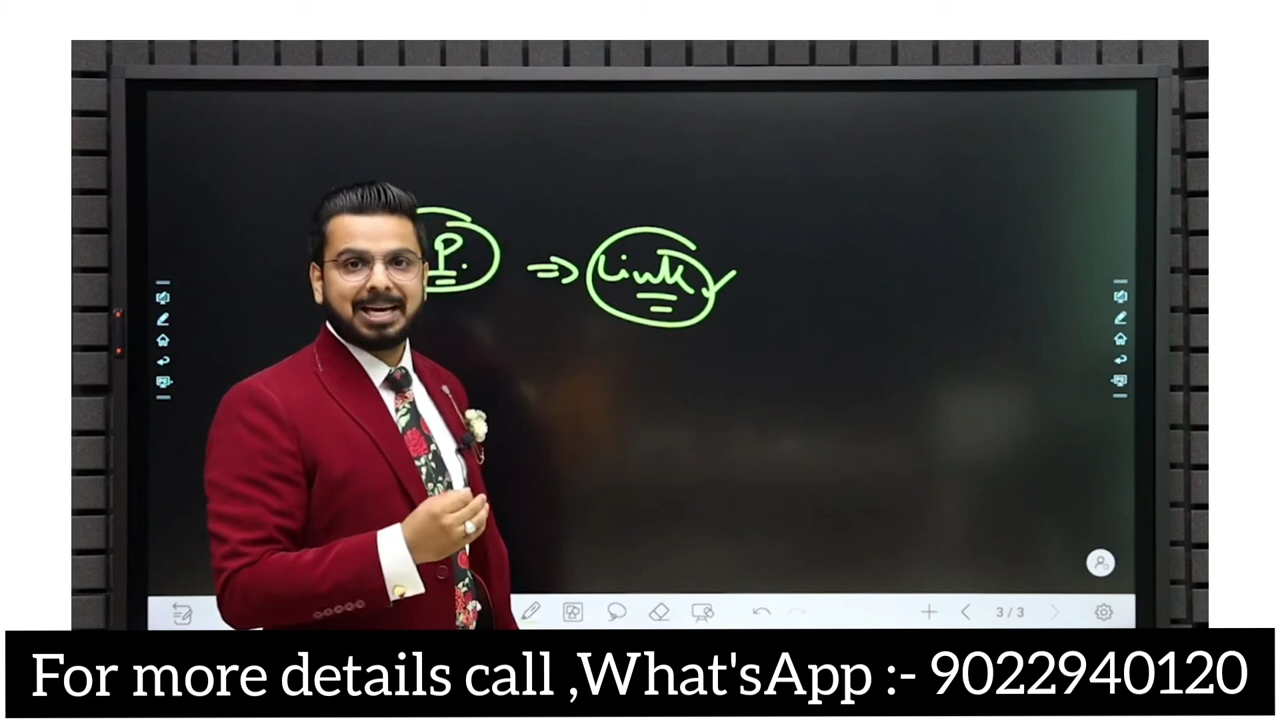 P. ⇒ Link ✓
3 / 3
For more details call ,What'sApp :- 9022940120